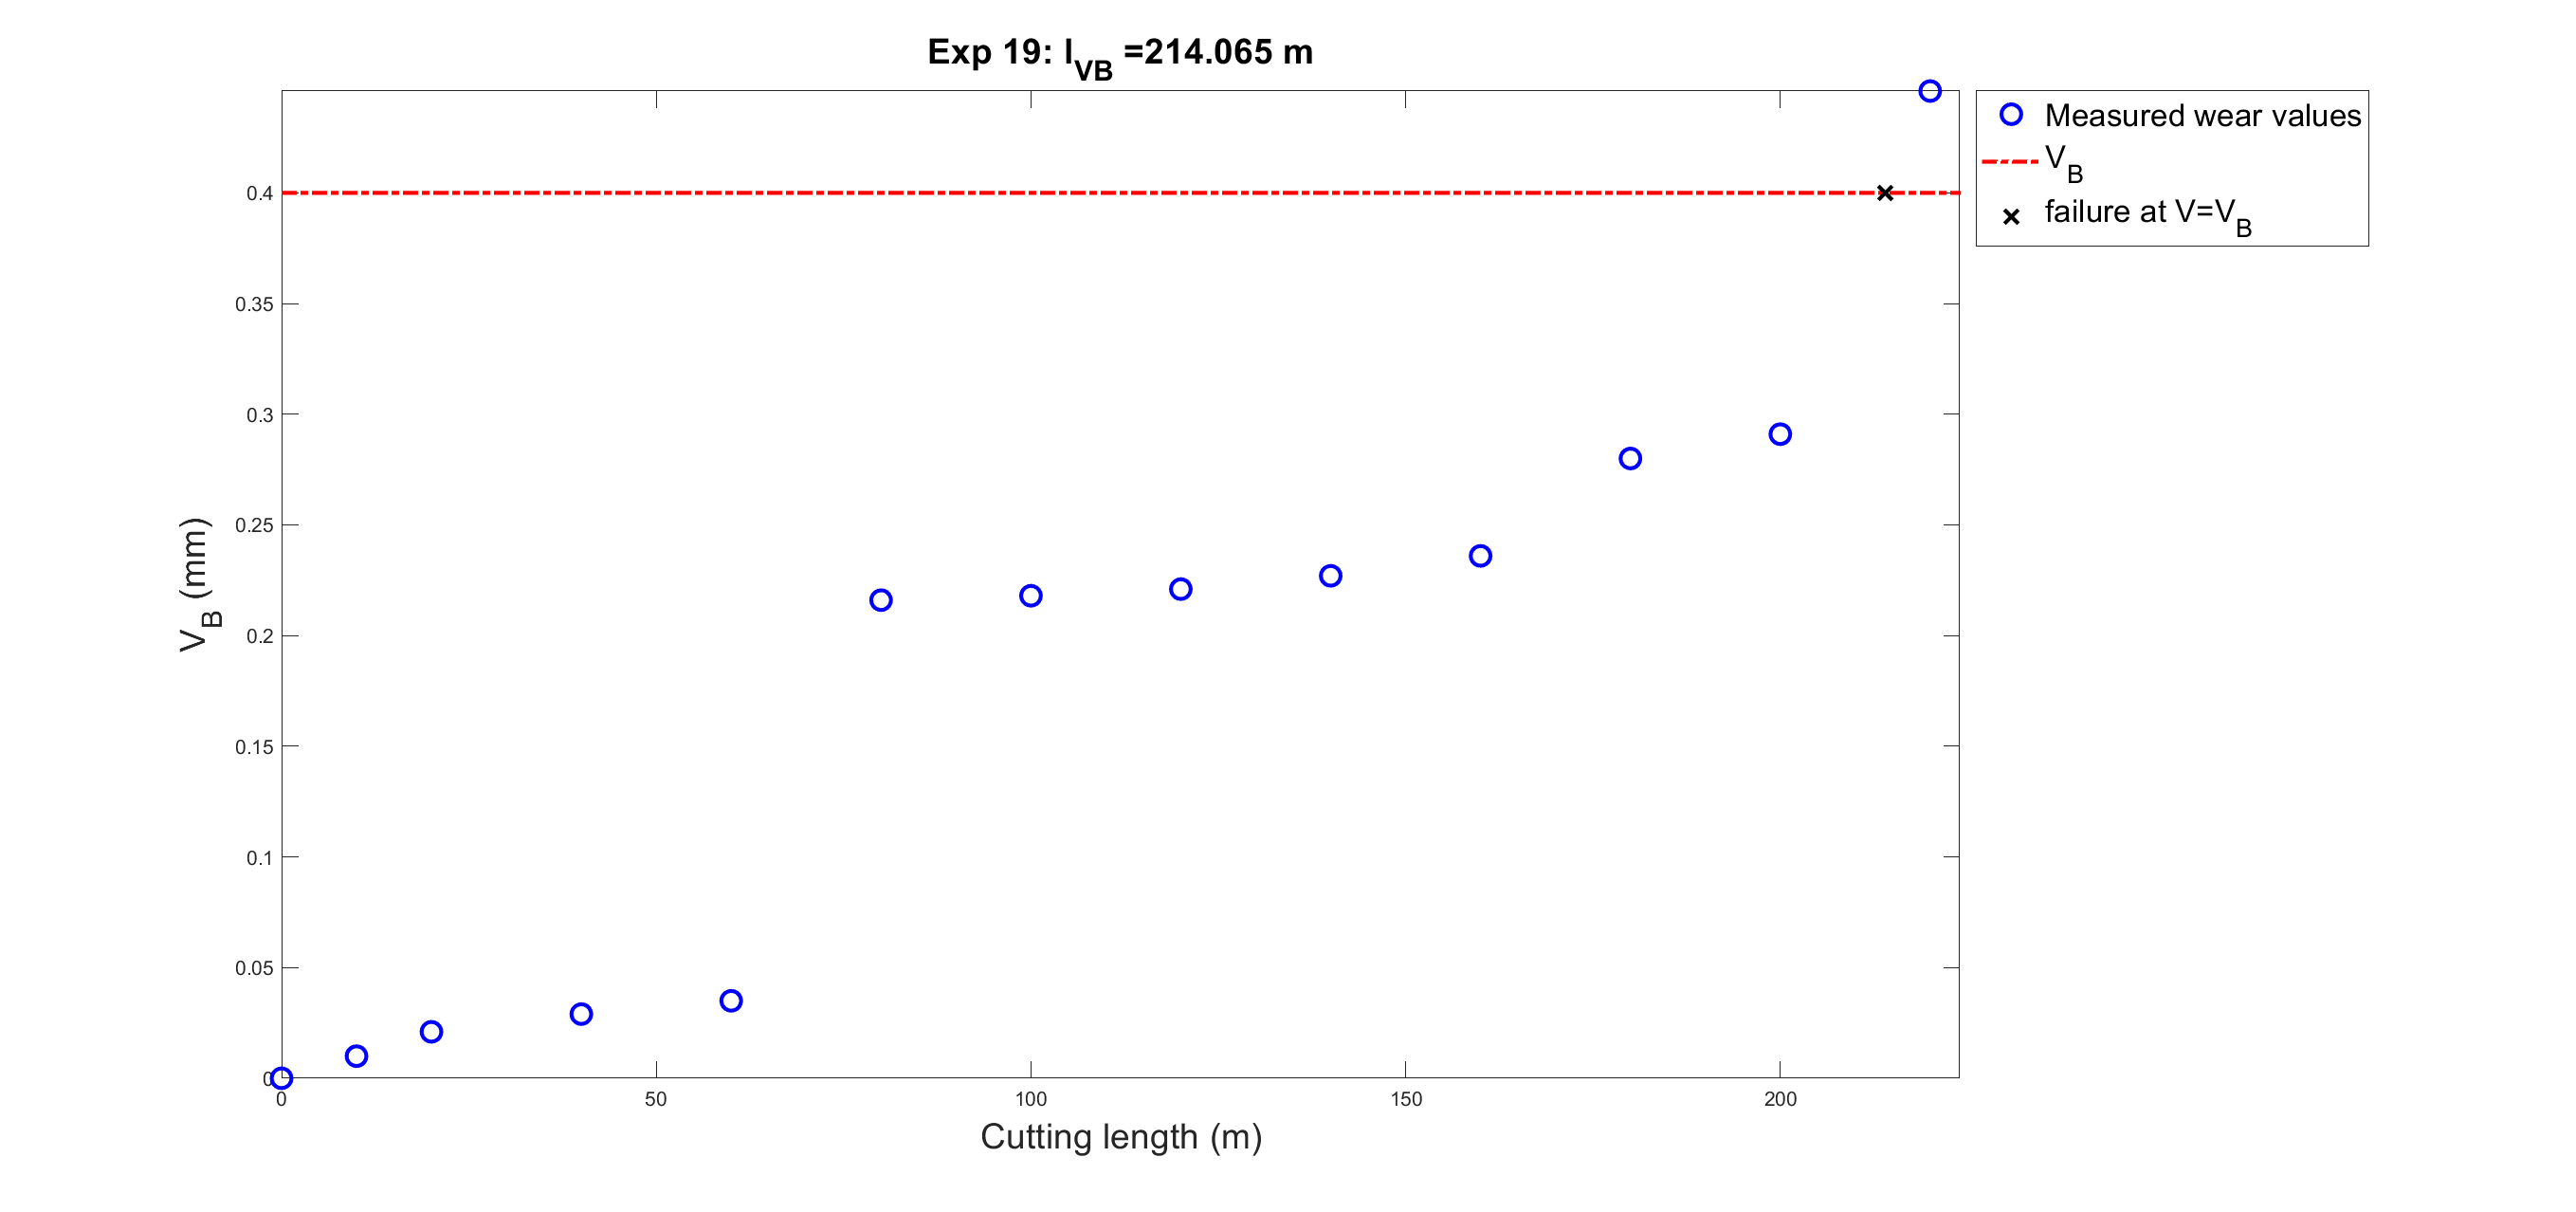 Exp 19: l_VB =214.065 m
Measured wear values
V_B
failure at V=V_B
0.4
0.35
0.3
0.25
0.2
0.15
0.1
0.05
0
V_B (mm)
0 50 100 150 200
Cutting length (m)